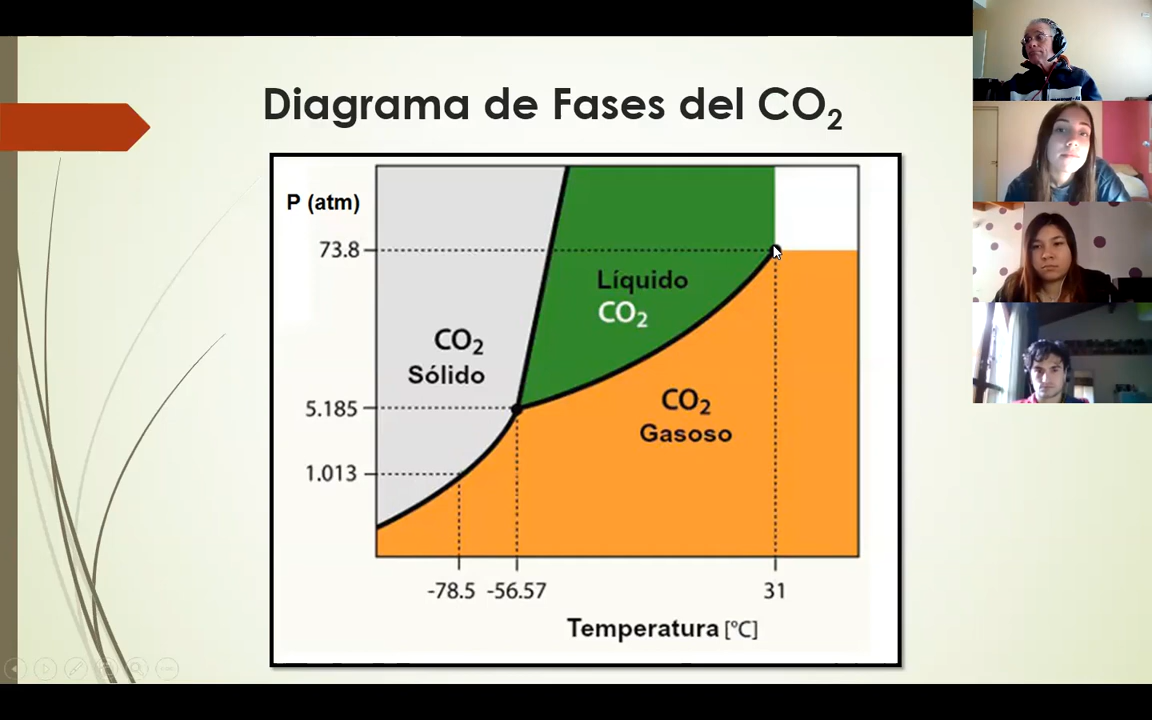 Diagrama de Fases del CO₂
P (atm)
73.8
Líquido
CO₂
CO₂
Sólido
5.185
CO₂
Gasoso
1.013
-78.5 -56.57 31
Temperatura [°C]